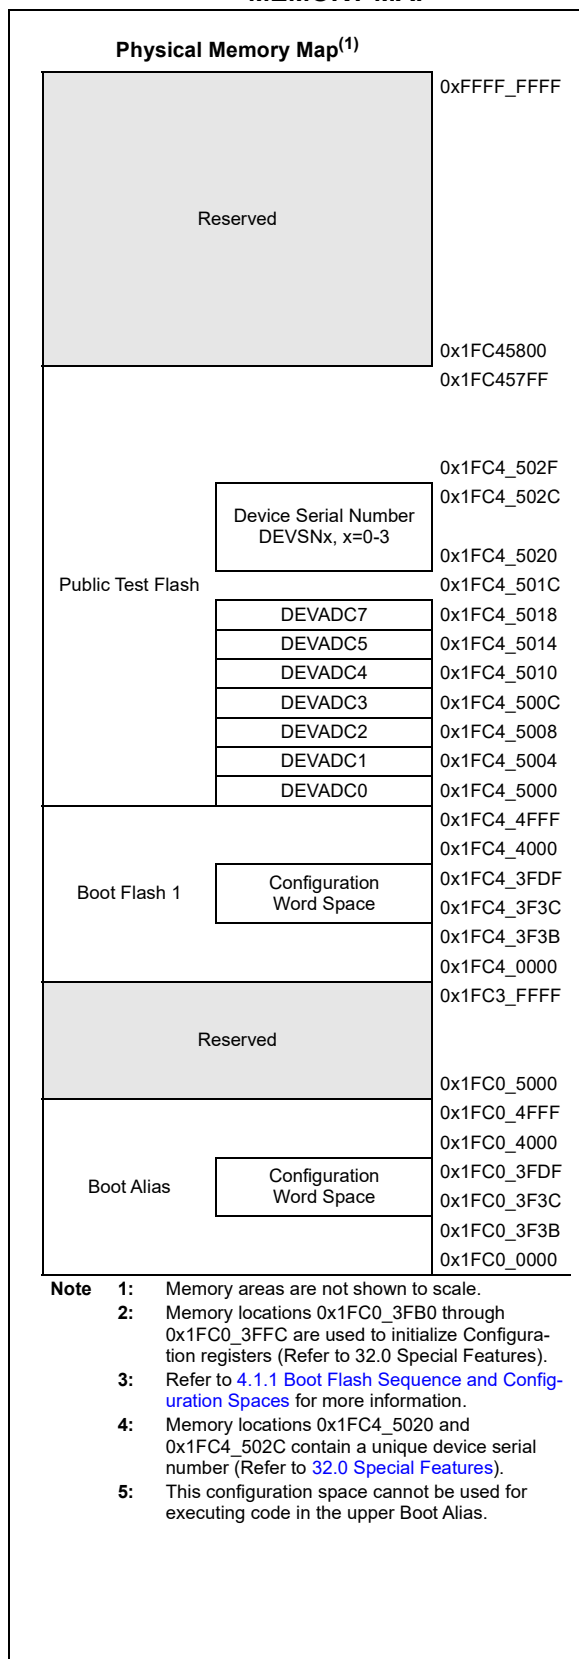 Physical Memory Map(1)
0xFFFF_FFFF
Reserved
0x1FC45800
0x1FC457FF
0x1FC4_502F
0x1FC4_502C
Device Serial Number
DEVSNx, x=0-3
0x1FC4_5020
Public Test Flash
0x1FC4_501C
DEVADC7 0x1FC4_5018
DEVADC5 0x1FC4_5014
DEVADC4 0x1FC4_5010
DEVADC3 0x1FC4_500C
DEVADC2 0x1FC4_5008
DEVADC1 0x1FC4_5004
DEVADC0 0x1FC4_5000
0x1FC4_4FFF
0x1FC4_4000
Boot Flash 1
Configuration
Word Space
0x1FC4_3FDF
0x1FC4_3F3C
0x1FC4_3F3B
0x1FC4_0000
0x1FC3_FFFF
Reserved
0x1FC0_5000
0x1FC0_4FFF
0x1FC0_4000
Boot Alias
Configuration
Word Space
0x1FC0_3FDF
0x1FC0_3F3C
0x1FC0_3F3B
0x1FC0_0000
Note 1: Memory areas are not shown to scale.
2: Memory locations 0x1FC0_3FB0 through
0x1FC0_3FFC are used to initialize Configura-
tion registers (Refer to 32.0 Special Features).
3: Refer to 4.1.1 Boot Flash Sequence and Config-
uration Spaces for more information.
4: Memory locations 0x1FC4_5020 and
0x1FC4_502C contain a unique device serial
number (Refer to 32.0 Special Features).
5: This configuration space cannot be used for
executing code in the upper Boot Alias.